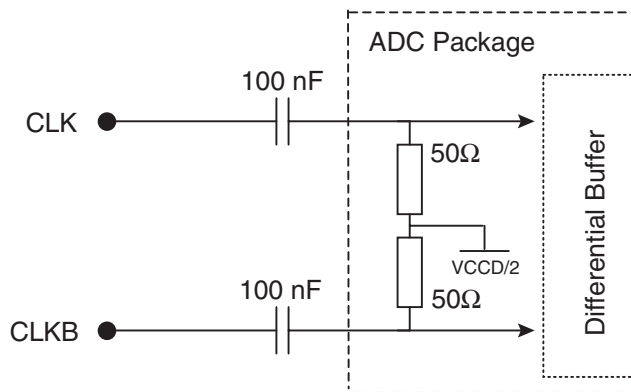 ADC Package
100 nF
CLK
50Ω
VCCD/2
Differential Buffer
100 nF
50Ω
CLKB